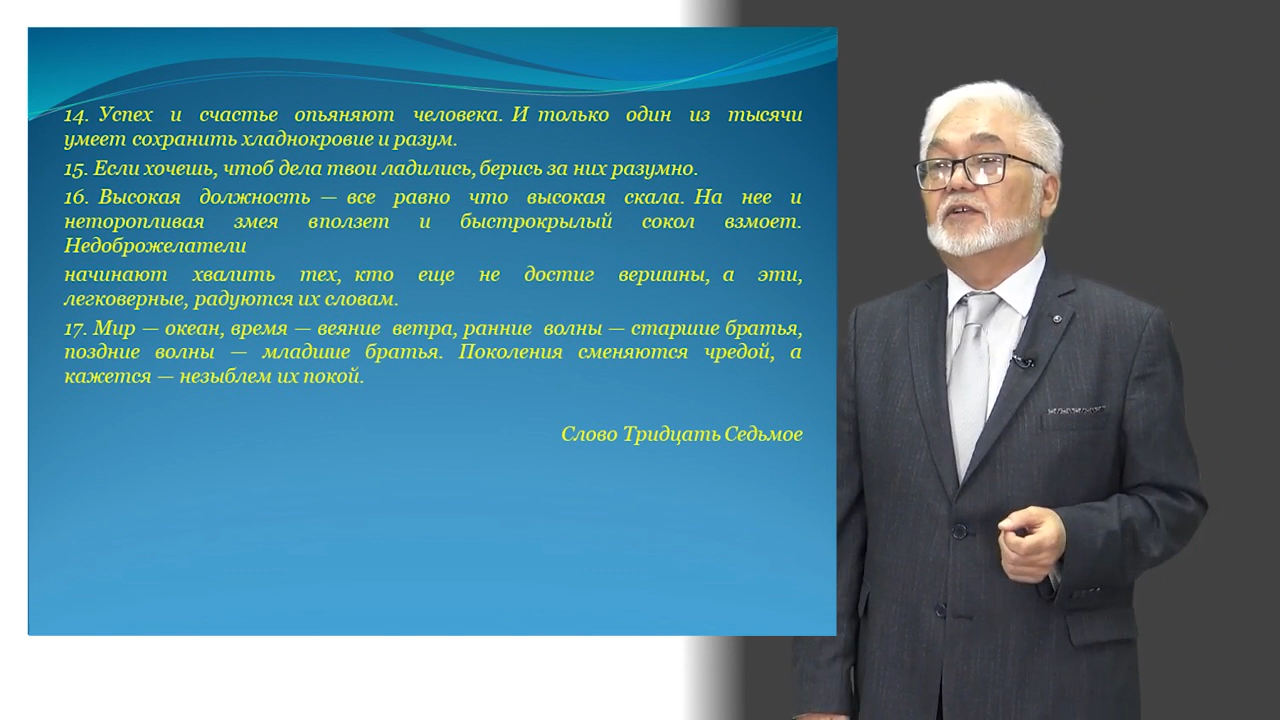 14. Успех и счастье опьяняют человека. И только один из тысячи
умеет сохранить хладнокровие и разум.
15. Если хочешь, чтоб дела твои ладились, берись за них разумно.
16. Высокая должность — все равно что высокая скала. На нее и
неторопливая змея вползет и быстрокрылый сокол взмоет.
Недоброжелатели
начинают хвалить тех, кто еще не достиг вершины, а эти,
легковерные, радуются их словам.
17. Мир — океан, время — веяние ветра, ранние волны — старшие братья,
поздние волны — младшие братья. Поколения сменяются чредой, а
кажется — незыблем их покой.
Слово Тридцать Седьмое